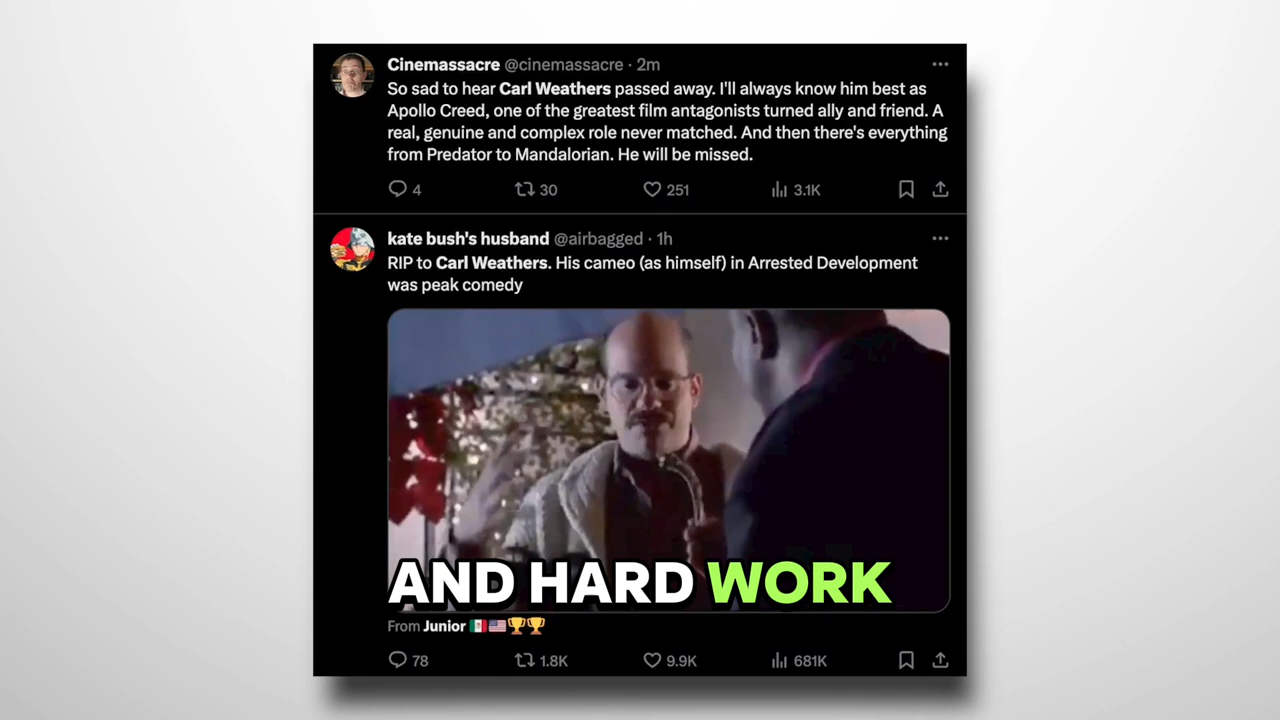 Cinemassacre @cinemassacre · 2m
So sad to hear Carl Weathers passed away. I'll always know him best as
Apollo Creed, one of the greatest film antagonists turned ally and friend. A
real, genuine and complex role never matched. And then there's everything
from Predator to Mandalorian. He will be missed.
4 30 251 3.1K
kate bush's husband @airbagged · 1h
RIP to Carl Weathers. His cameo (as himself) in Arrested Development
was peak comedy
AND HARD WORK
From Junior 🇲🇽🇺🇸🏆🏆
78 1.8K 9.9K 681K